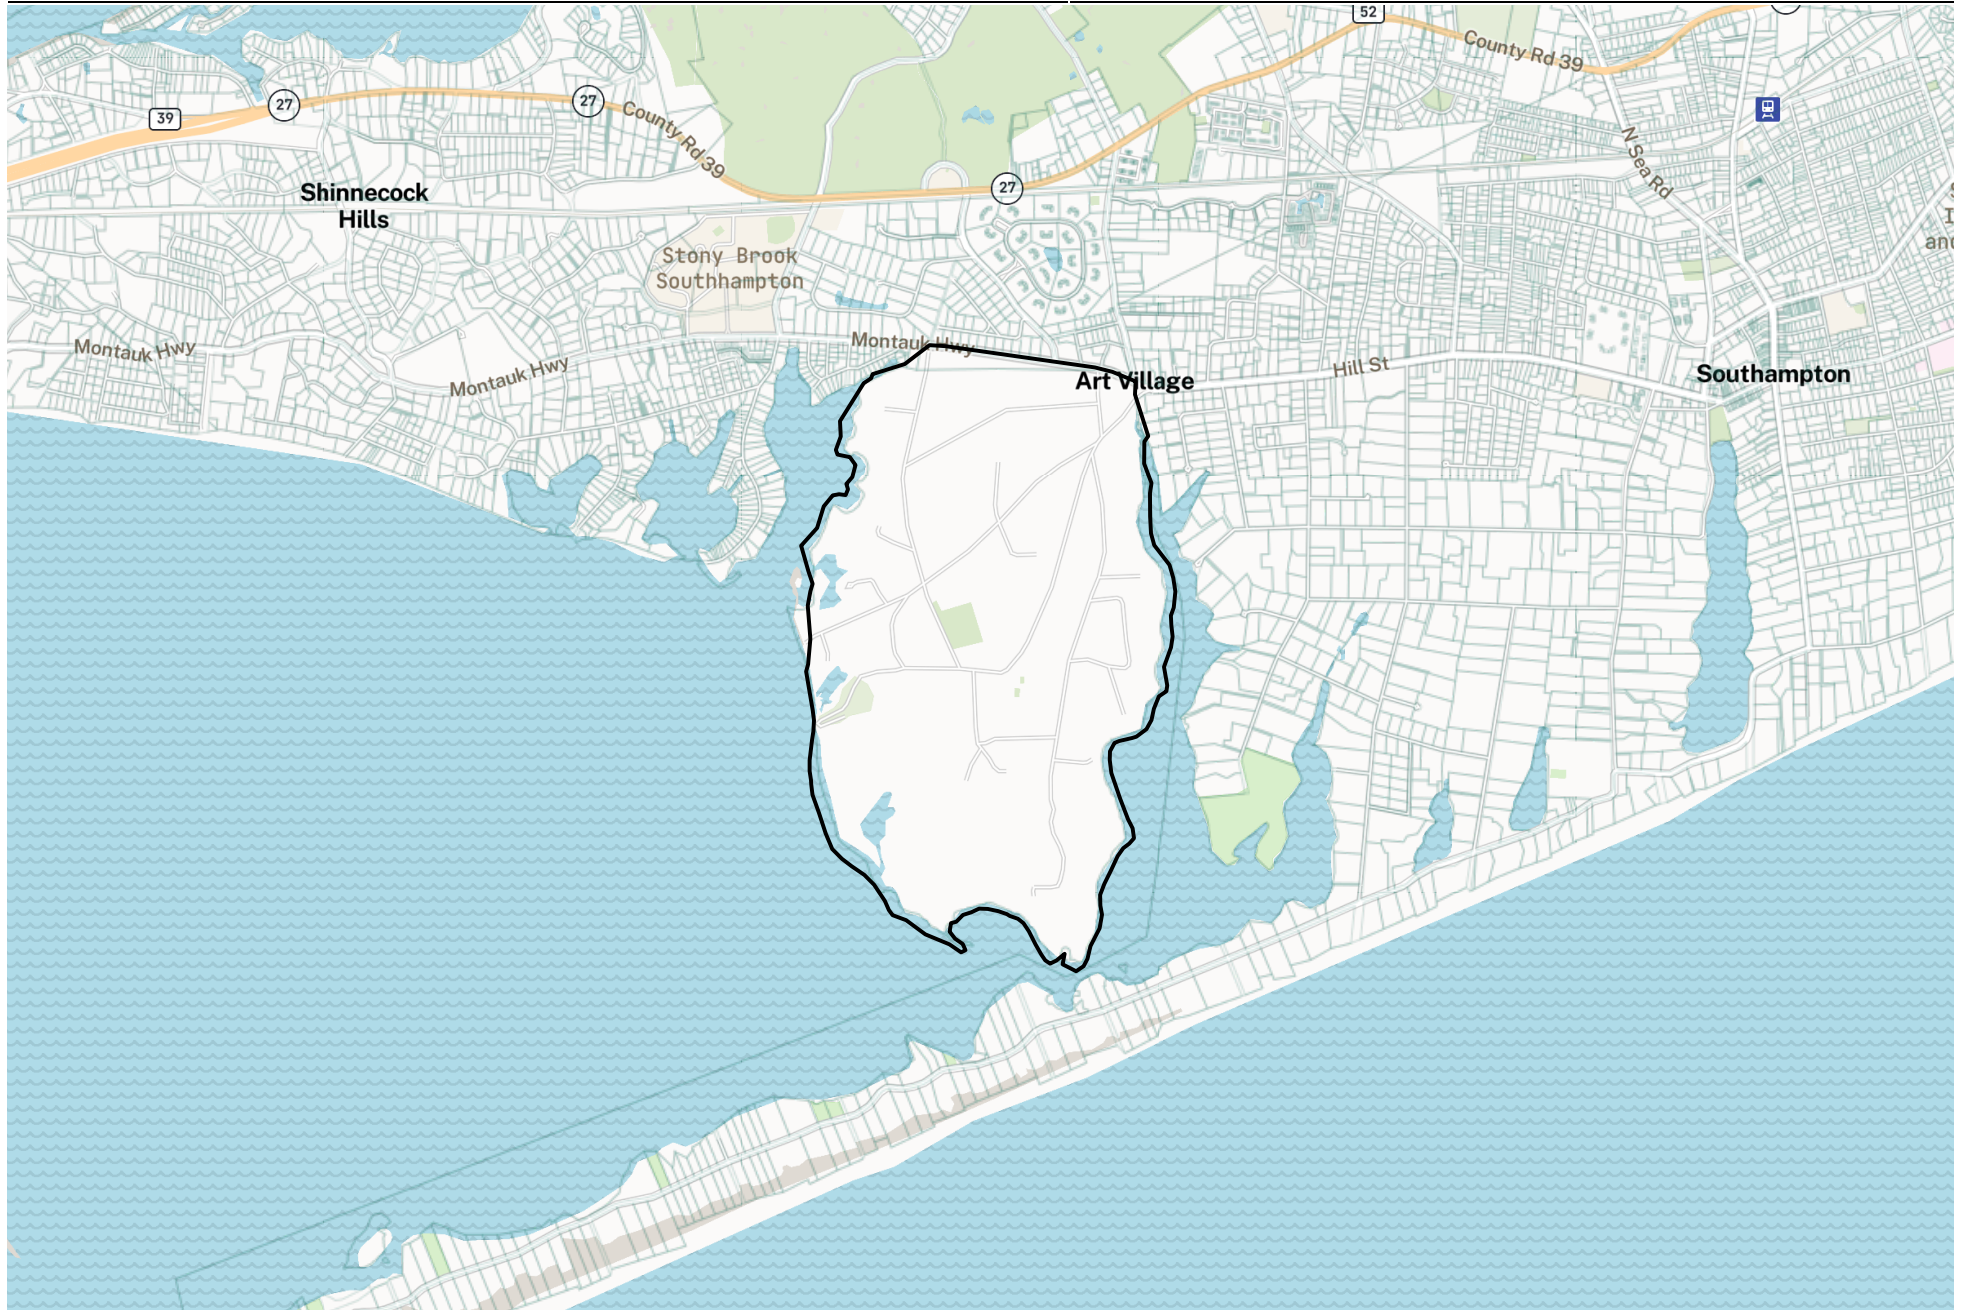 52
County Rd 39
27
27
39
County Rd 39
N Sea Rd
27
Shinnecock
Hills
Stony Brook
Southhampton
Montauk Hwy
Montauk Hwy
Montauk Hwy
Hill St
Art Village
Southampton